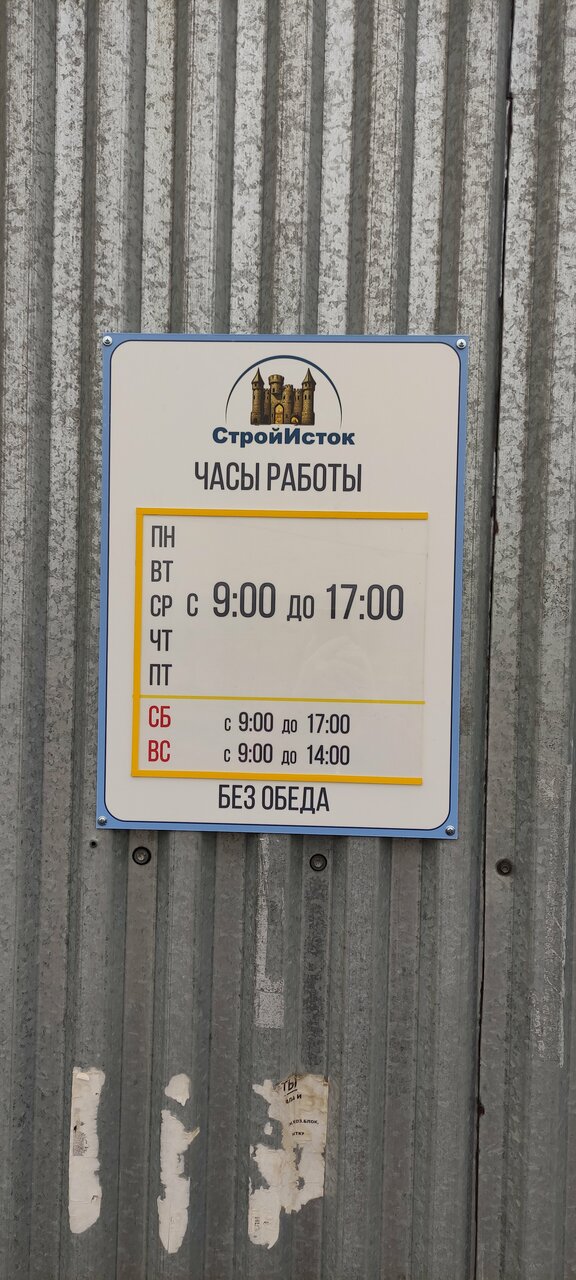 СтройИсток
ЧАСЫ РАБОТЫ
ПН
ВТ
СР с 9:00 до 17:00
ЧТ
ПТ
СБ с 9:00 до 17:00
ВС с 9:00 до 14:00
БЕЗ ОБЕДА
ТЫ